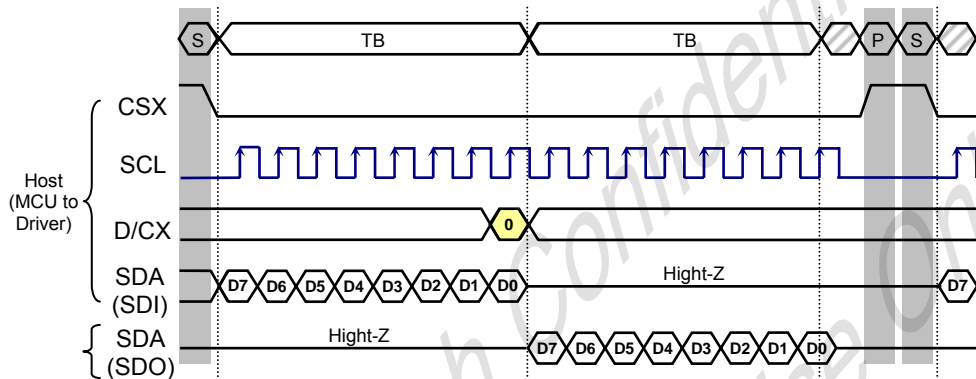 S TB TB P S
CSX
SCL
Host
(MCU to
Driver)
D/CX 0
SDA
(SDI)
D7 D6 D5 D4 D3 D2 D1 D0 Hight-Z D7
SDA
(SDO)
Hight-Z D7 D6 D5 D4 D3 D2 D1 D0